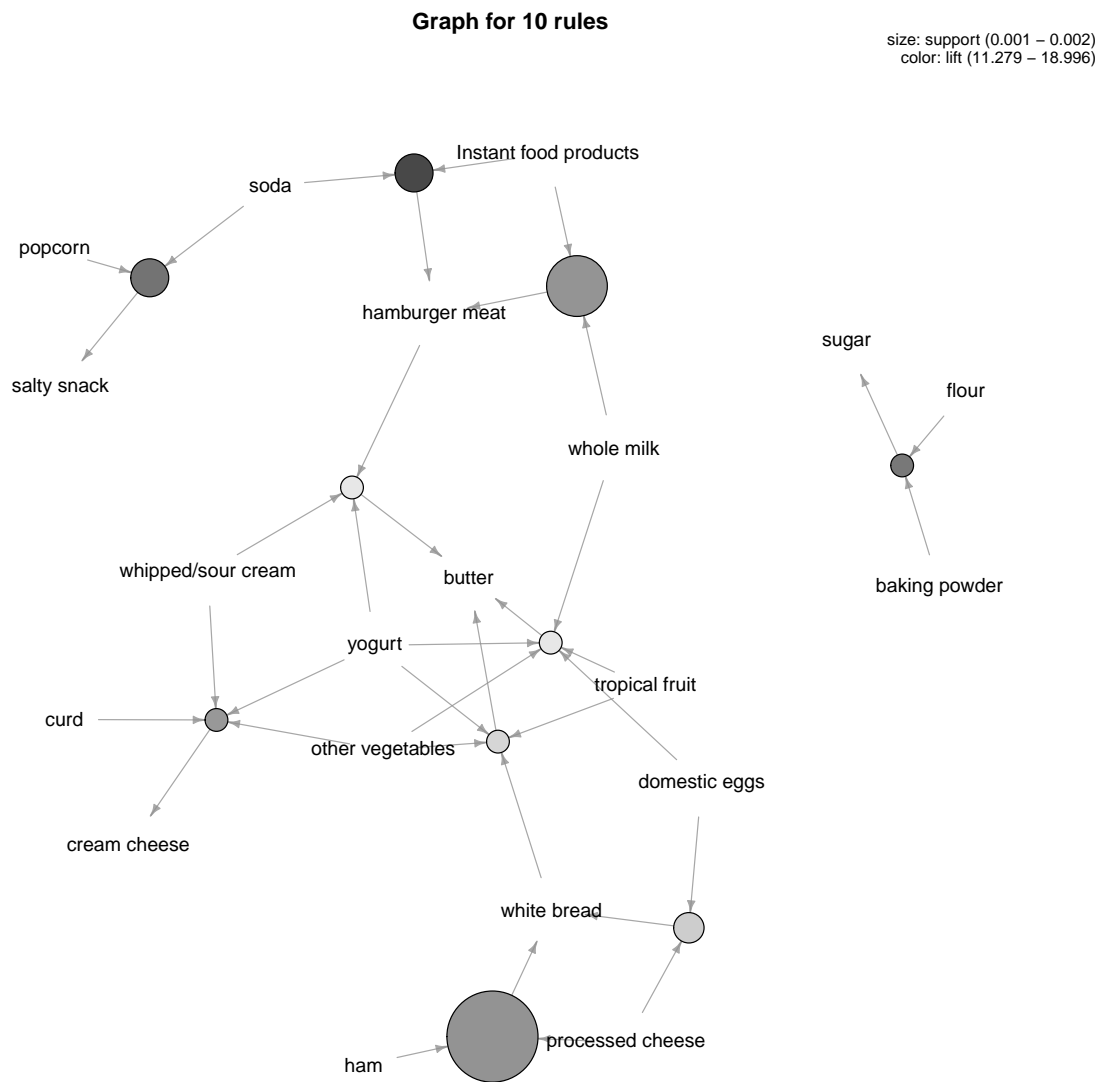 Graph for 10 rules
size: support (0.001 − 0.002)
color: lift (11.279 − 18.996)
Instant food products
soda
popcorn
hamburger meat
sugar
salty snack
flour
whole milk
whipped/sour cream
butter
baking powder
yogurt
tropical fruit
curd
other vegetables
domestic eggs
cream cheese
white bread
processed cheese
ham